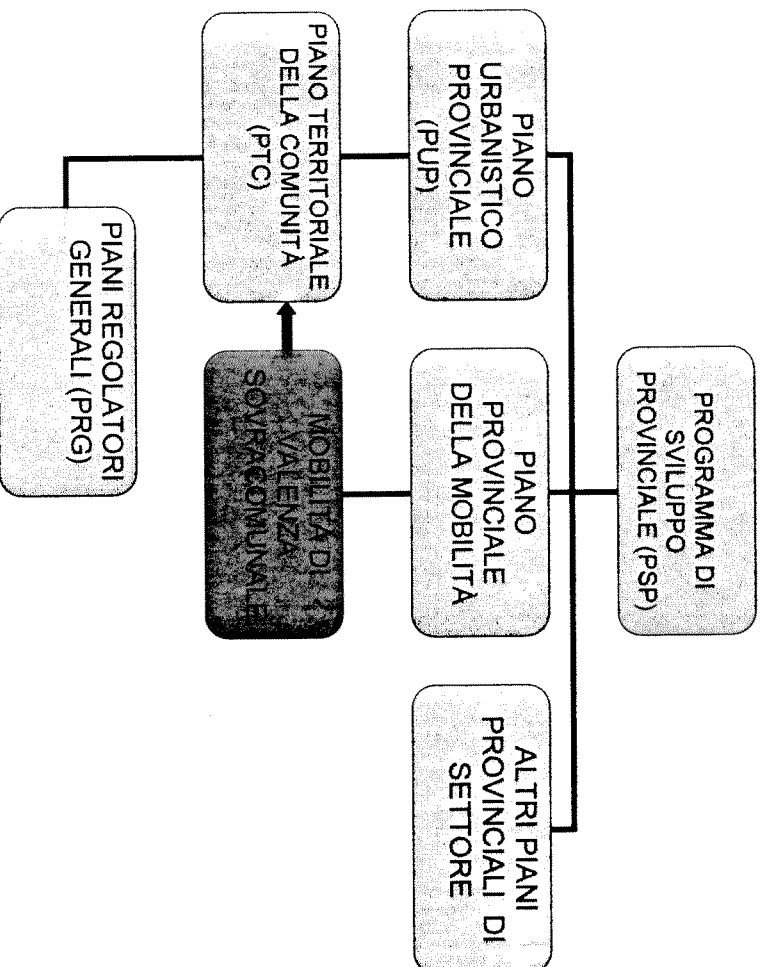 PROGRAMMA DI
SVILUPPO
PROVINCIALE (PSP)
PIANO
URBANISTICO
PROVINCIALE
(PUP)
PIANO
PROVINCIALE
DELLA MOBILITÀ
ALTRI PIANI
PROVINCIALI DI
SETTORE
PIANO TERRITORIALE
DELLA COMUNITÀ
(PTC)
MOBILITÀ DI
VALENZA
SOVRACOMUNALE
PIANI REGOLATORI
GENERALI (PRG)